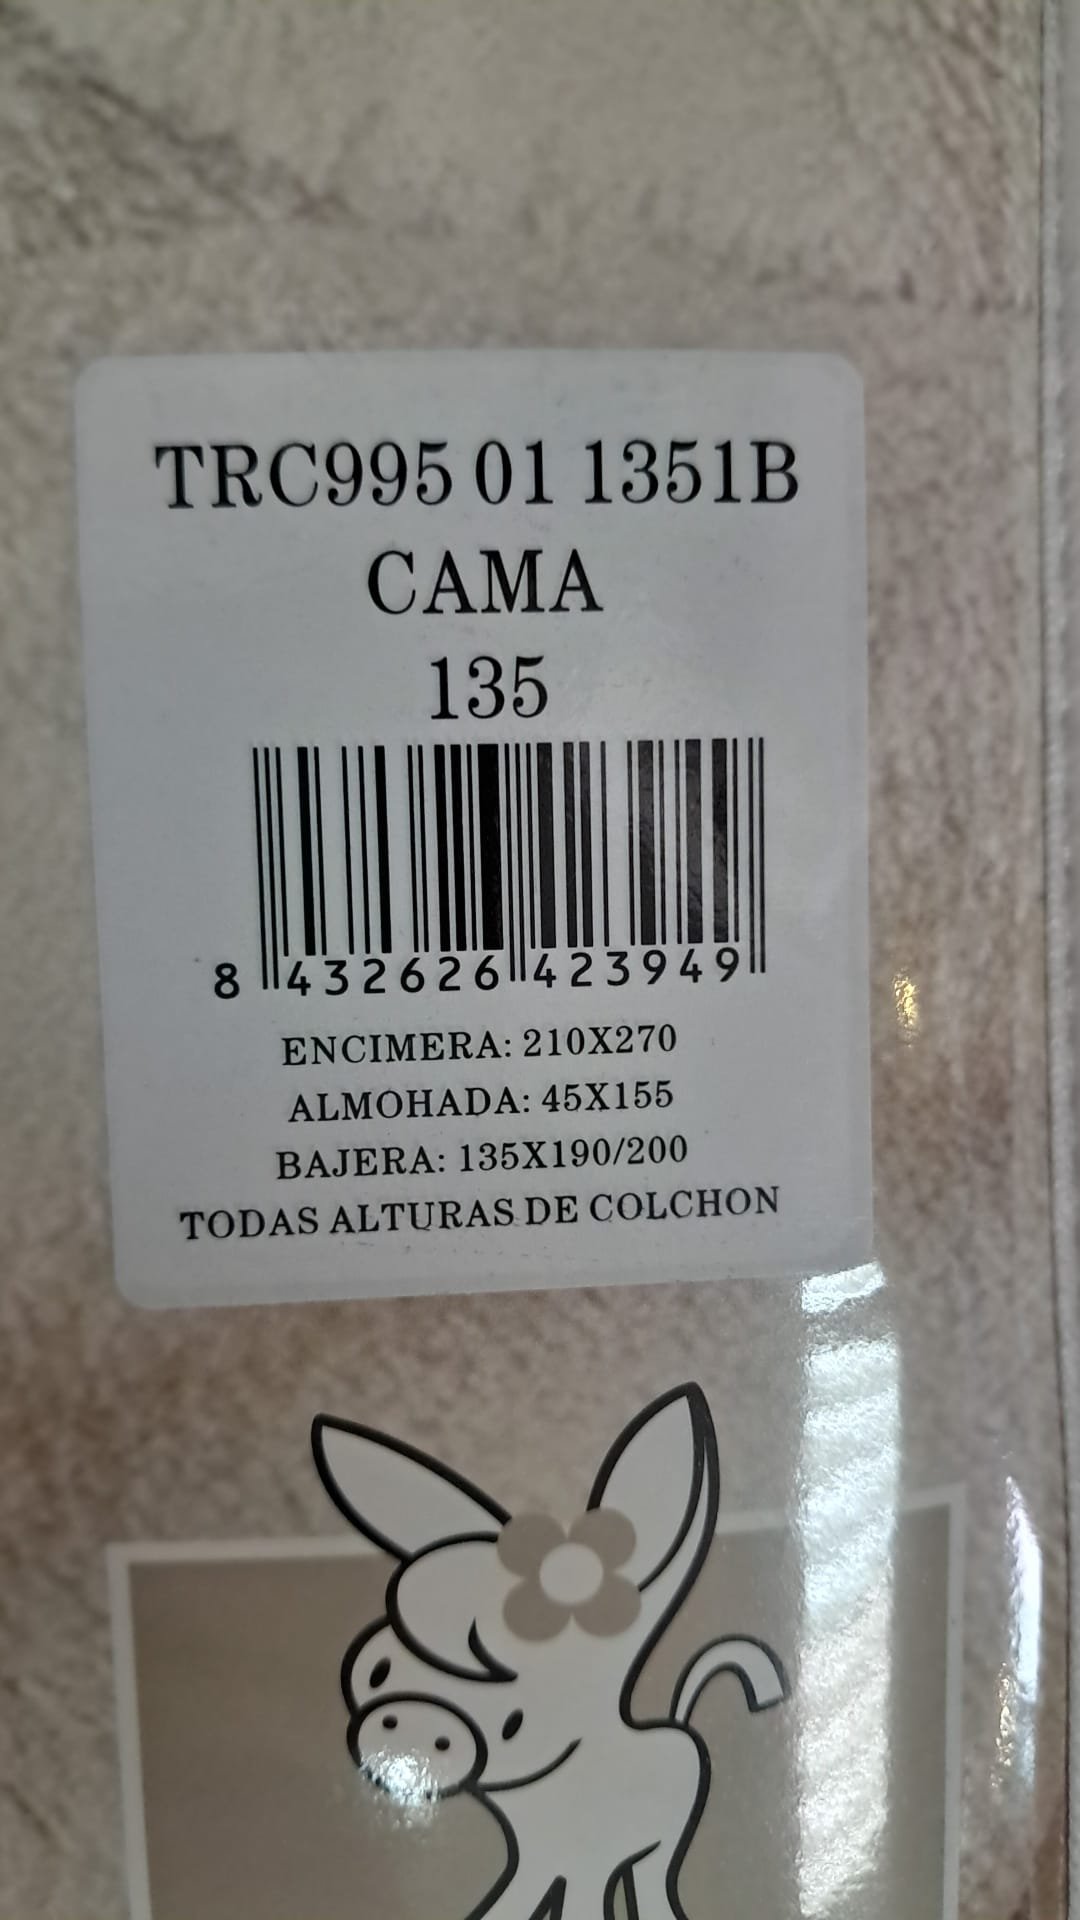 TRC995 01 1351B
CAMA
135
8 432626 423949
ENCIMERA: 210X270
ALMOHADA: 45X155
BAJERA: 135X190/200
TODAS ALTURAS DE COLCHON